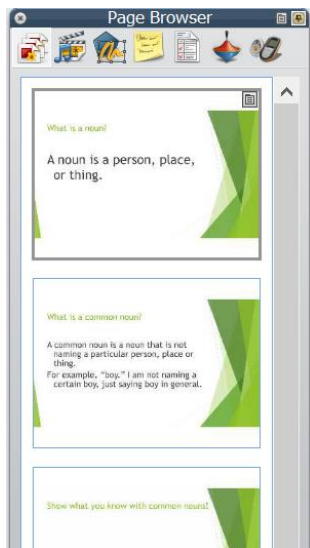 Page Browser
What is a noun?
A noun is a person, place,
or thing.
What is a common noun?
A common noun is a noun that is not
naming a particular person, place or
thing.
For example, "boy." I am not naming a
certain boy, just saying boy in general.
Show what you know with common nouns!